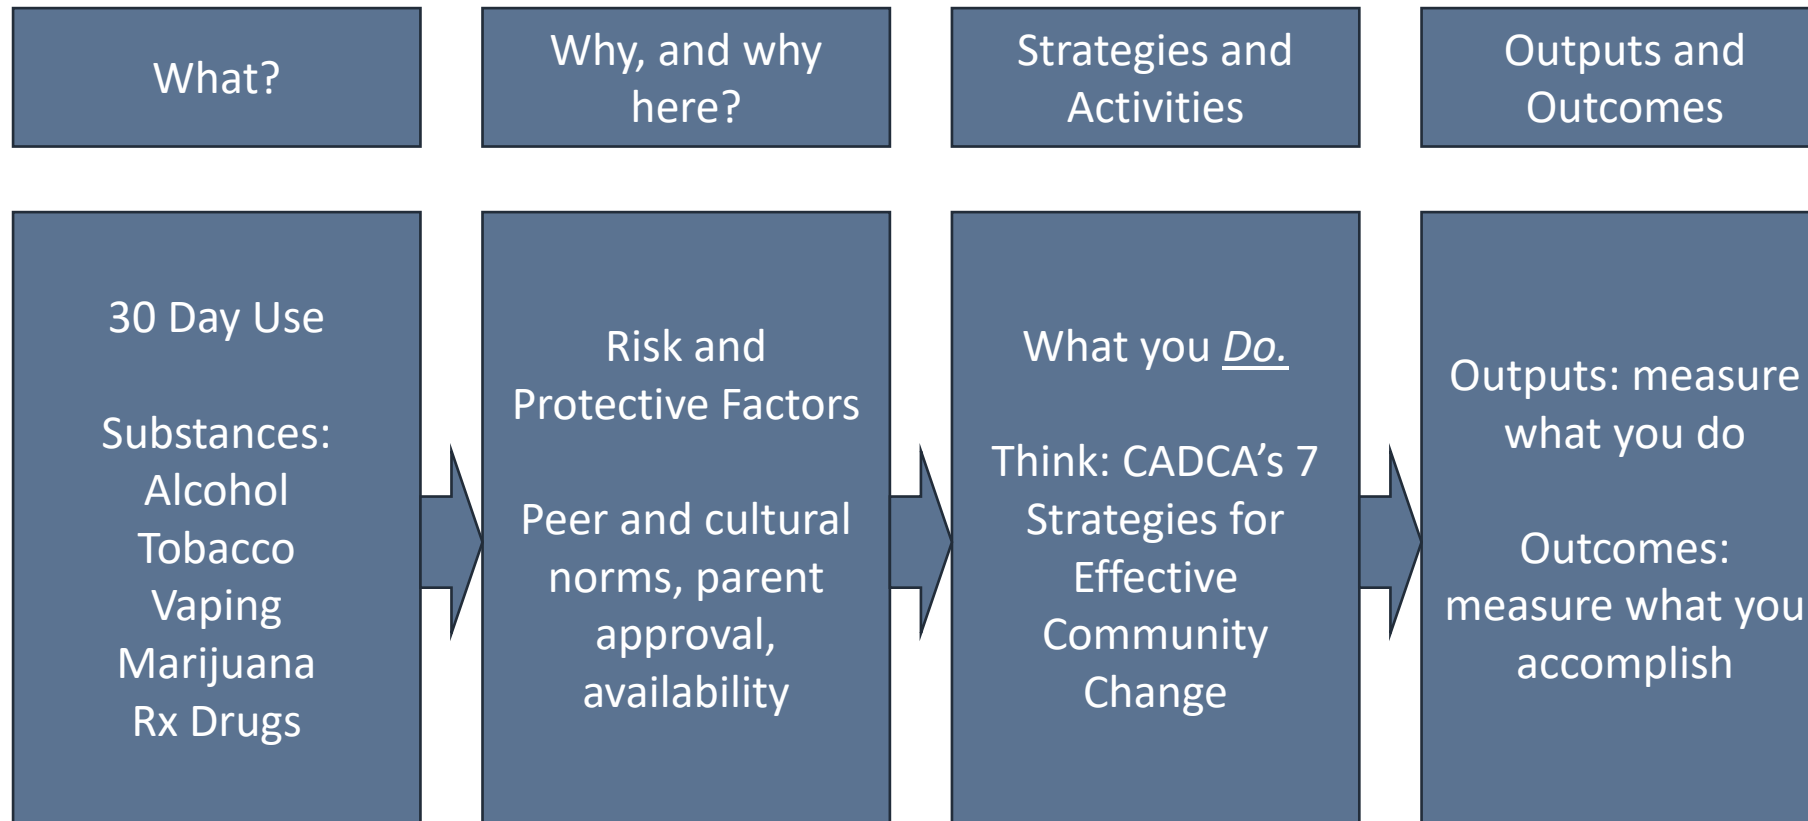 What?
Why, and why
here?
Strategies and
Activities
Outputs and
Outcomes
30 Day Use
Substances:
Alcohol
Tobacco
Vaping
Marijuana
Rx Drugs
Risk and
Protective Factors
Peer and cultural
norms, parent
approval,
availability
What you Do.
Think: CADCA’s 7
Strategies for
Effective
Community
Change
Outputs: measure
what you do
Outcomes:
measure what you
accomplish